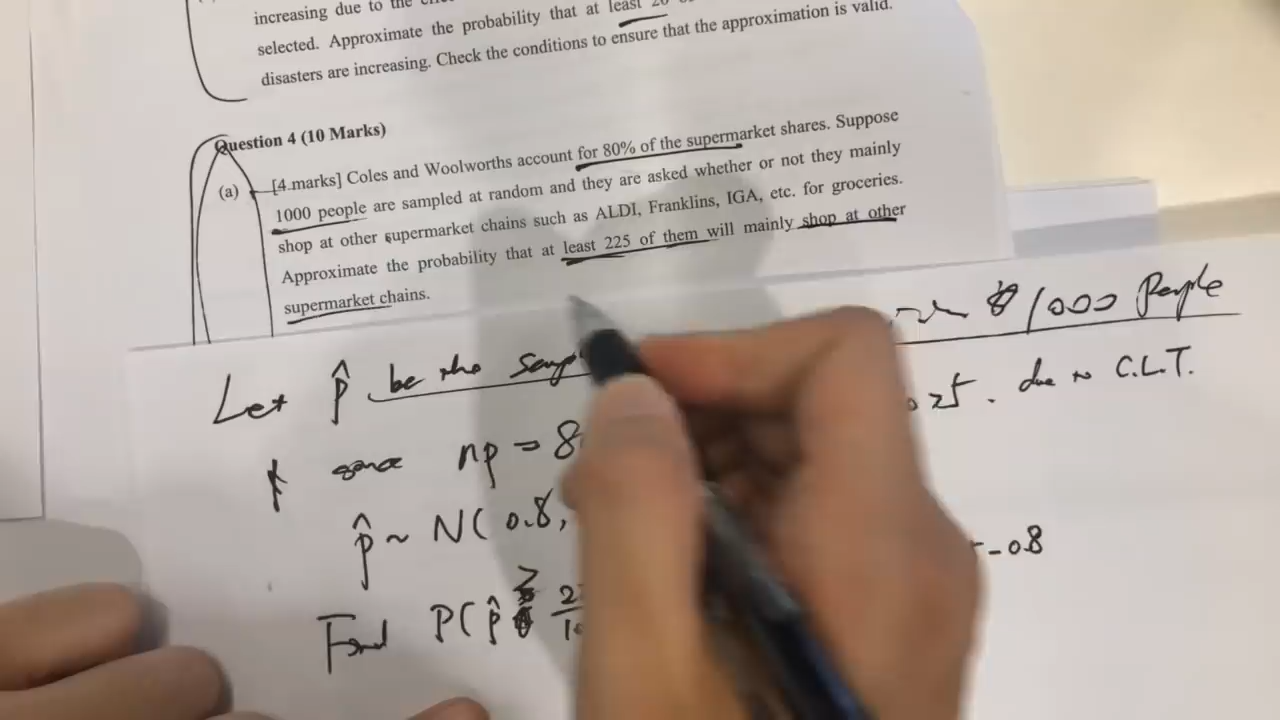 increasing due to the
selected. Approximate the probability that at least 20
disasters are increasing. Check the conditions to ensure that the approximation is valid.
Question 4 (10 Marks)
(a) [4 marks] Coles and Woolworths account for 80% of the supermarket shares. Suppose
1000 people are sampled at random and they are asked whether or not they mainly
shop at other supermarket chains such as ALDI, Franklins, IGA, etc. for groceries.
Approximate the probability that at least 225 of them will mainly shop at other
supermarket chains.
1000 People
Let p̂ be the
due to C.L.T.
since np = 8
p̂ ~ N( 0.8,
-0.8
Find P( p̂ ≥